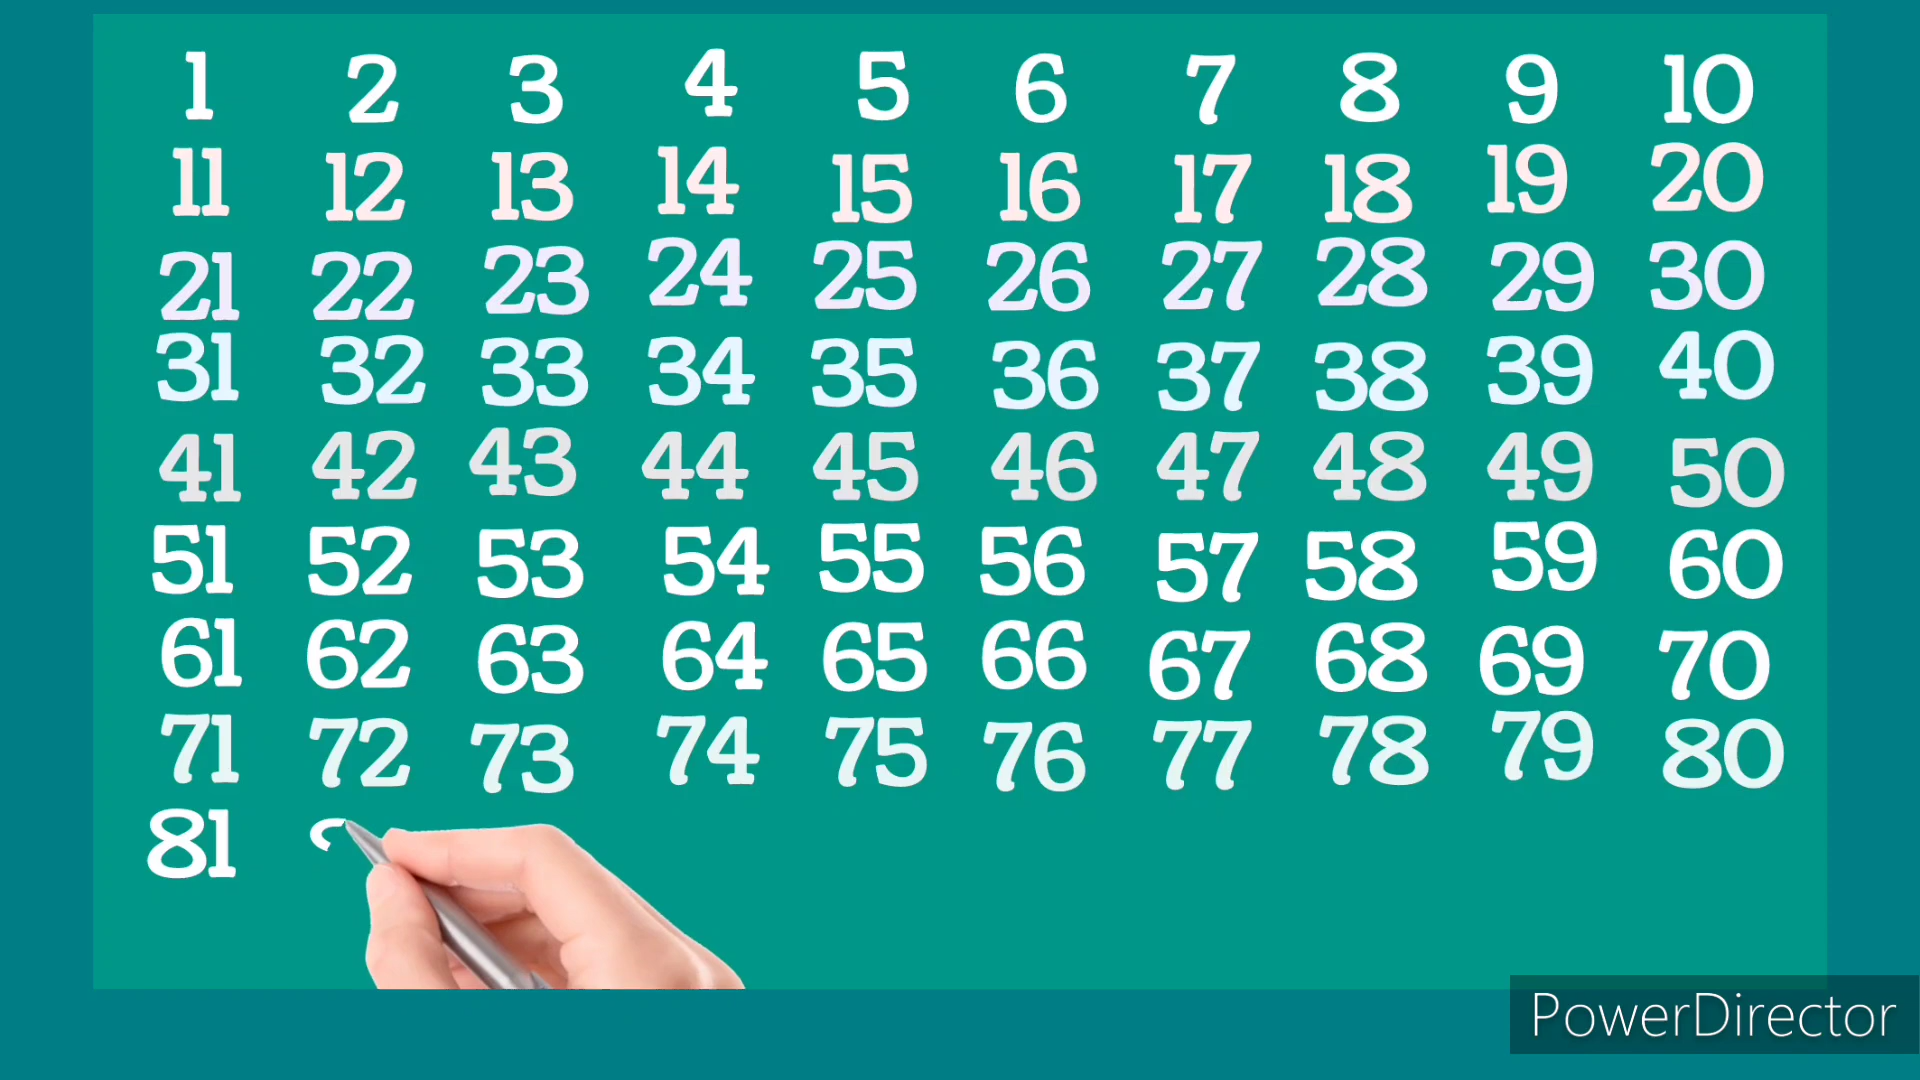 1 2 3 4 5 6 7 8 9 10
11 12 13 14 15 16 17 18 19 20
21 22 23 24 25 26 27 28 29 30
31 32 33 34 35 36 37 38 39 40
41 42 43 44 45 46 47 48 49 50
51 52 53 54 55 56 57 58 59 60
61 62 63 64 65 66 67 68 69 70
71 72 73 74 75 76 77 78 79 80
81
PowerDirector